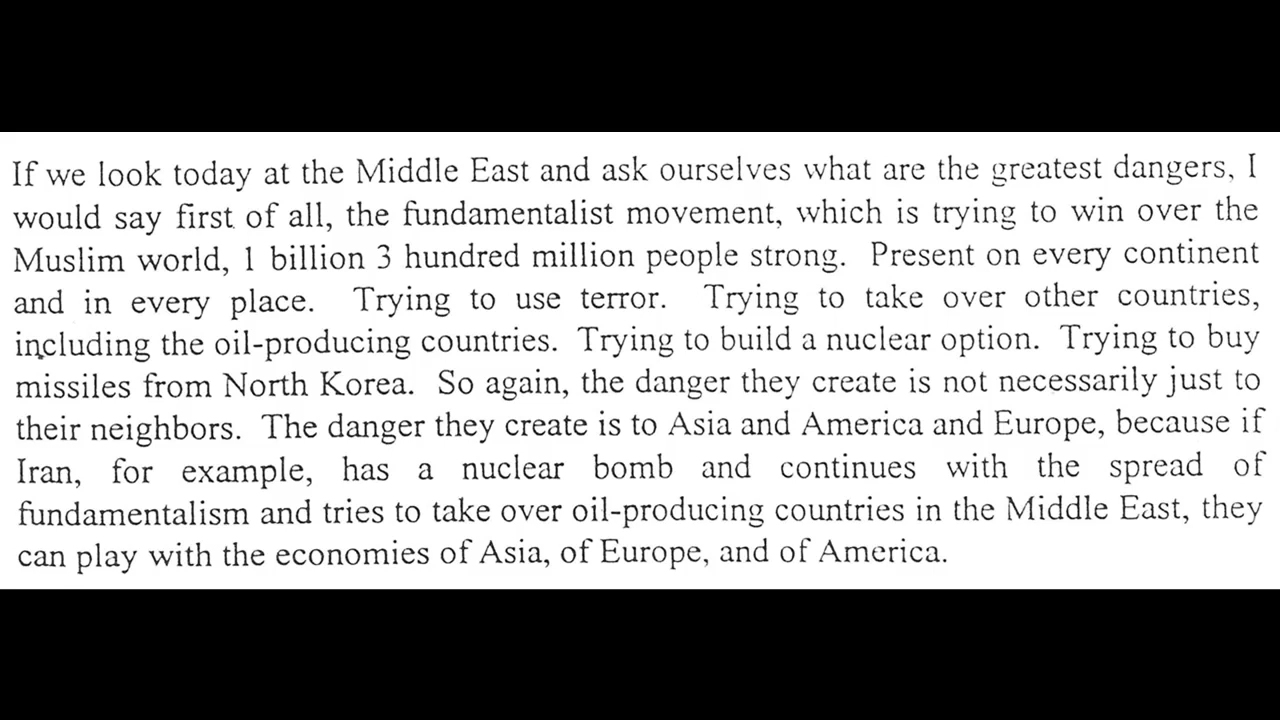 If we look today at the Middle East and ask ourselves what are the greatest dangers, I
would say first of all, the fundamentalist movement, which is trying to win over the
Muslim world, 1 billion 3 hundred million people strong. Present on every continent
and in every place. Trying to use terror. Trying to take over other countries,
including the oil-producing countries. Trying to build a nuclear option. Trying to buy
missiles from North Korea. So again, the danger they create is not necessarily just to
their neighbors. The danger they create is to Asia and America and Europe, because if
Iran, for example, has a nuclear bomb and continues with the spread of
fundamentalism and tries to take over oil-producing countries in the Middle East, they
can play with the economies of Asia, of Europe, and of America.